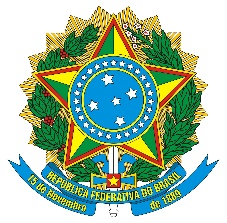 REPÚBLICA FEDERATIVA DO BRASIL
15 de Novembro
de 1889